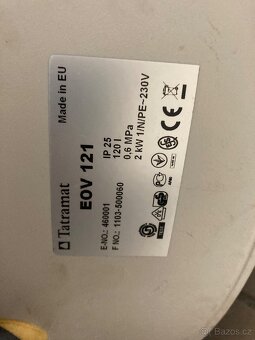 Tatramat
Made in EU
EOV 121
IP 25
120 l
0,6 MPa
2 kW 1/N/PE~230V
E-NO.: 460001
F NO.: 1103-500060
CE
bazos.cz